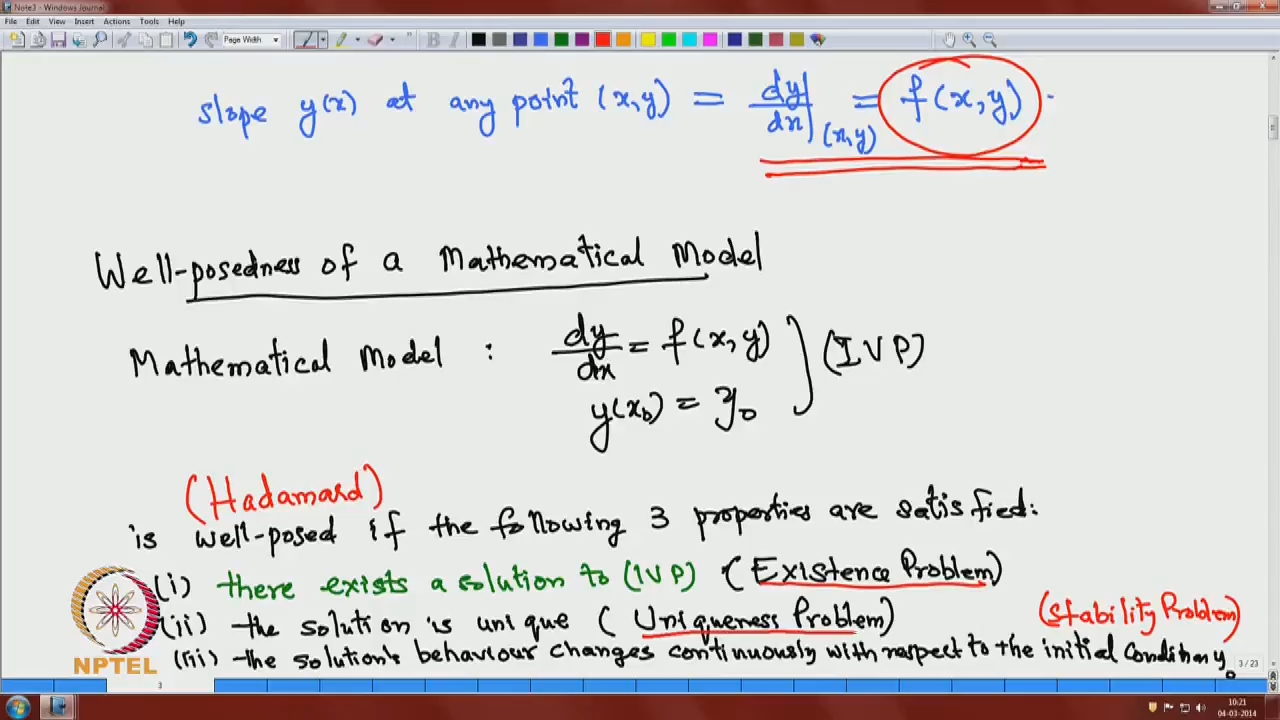 Note3 - Windows Journal
File Edit View Insert Actions Tools Help
Page Width
slope y(x) at any point (x,y) = dy/dx|(x,y) = f(x,y).
Well-posedness of a Mathematical Model
Mathematical Model : dy/dx = f(x,y) } (IVP)
y(x0) = y0
(Hadamard)
is well-posed if the following 3 properties are satisfied:
(i) there exists a solution to (IVP) (Existence Problem)
(ii) the solution is unique (Uniqueness Problem) (Stability Problem)
(iii) the solution's behaviour changes continuously with respect to the initial condition y0
NPTEL
3 / 23
3
10:21
04-03-2014